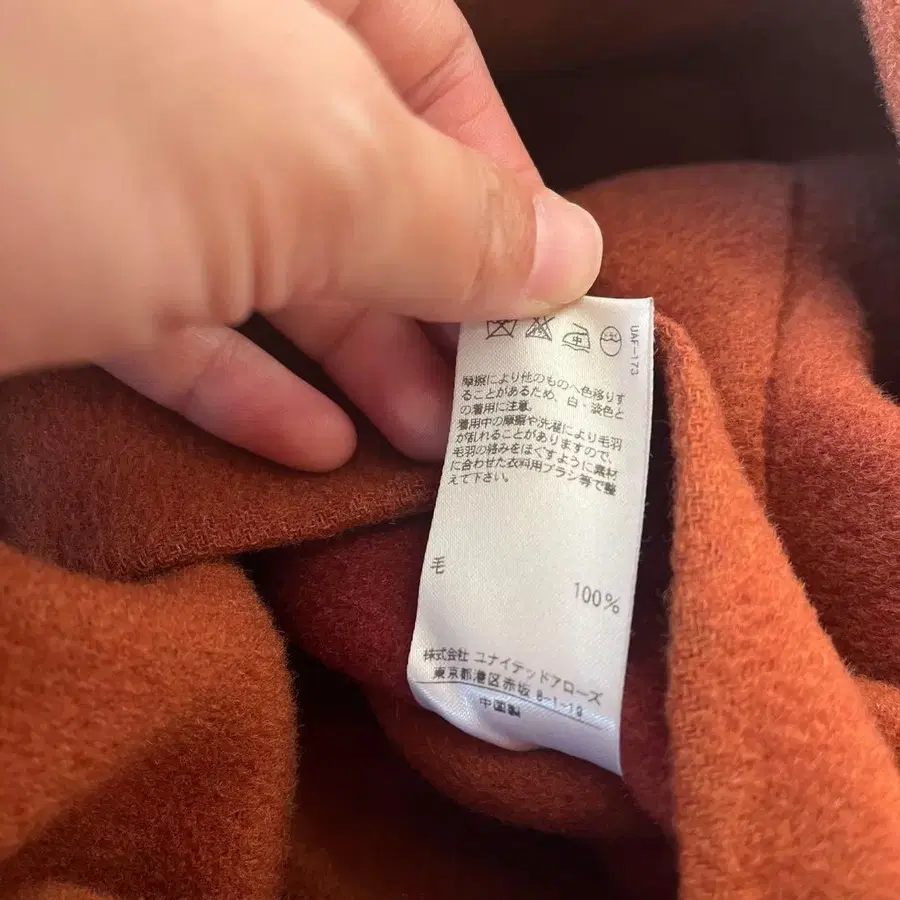 UAF-173
中
摩擦により他のものへ色移りす
ることがあるため、白・淡色と
の着用に注意。
着用中の摩擦や洗濯により毛羽
が乱れることがありますので、
毛羽の絡みをほぐすように素材
に合わせた衣料用ブラシ等で整
えて下さい。
毛
100%
株式会社 ユナイテッドアローズ
東京都港区赤坂 8-1-19
中国製